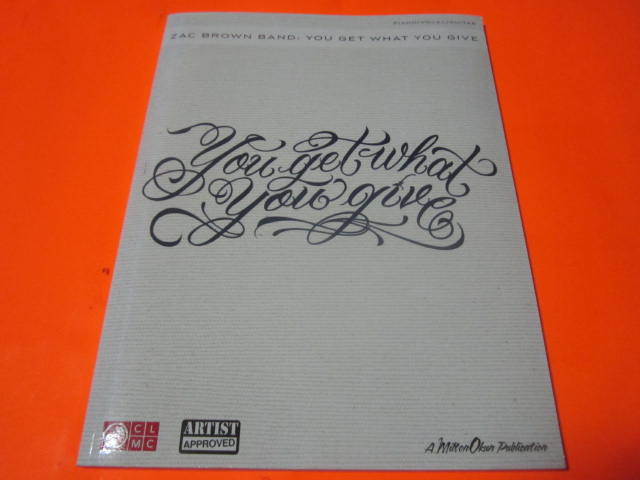 PIANO/VOCAL/GUITAR
ZAC BROWN BAND: YOU GET WHAT YOU GIVE
You get what
you give
CL
MC
ARTIST
APPROVED
A Milton Okun Publication